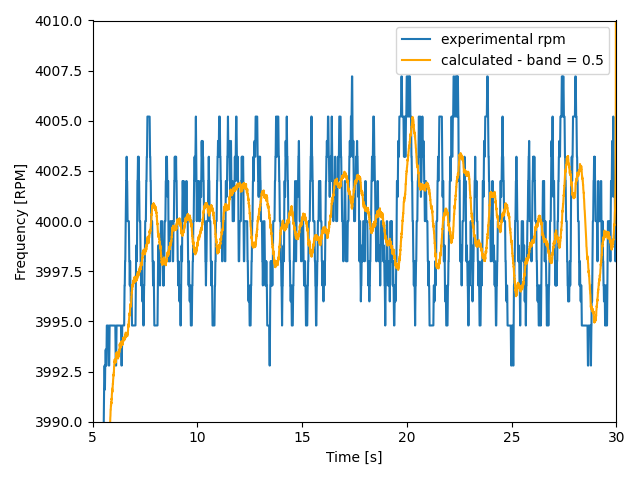 4010.0
4007.5
4005.0
4002.5
4000.0
3997.5
3995.0
3992.5
3990.0
Frequency [RPM]
experimental rpm
calculated - band = 0.5
5 10 15 20 25 30
Time [s]